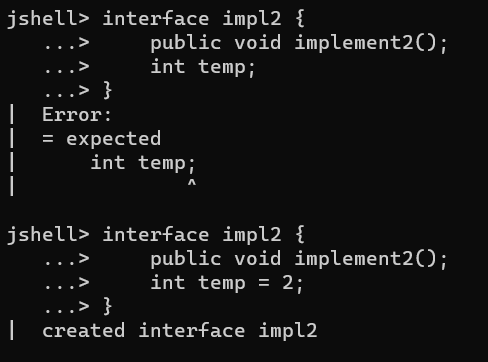 jshell> interface impl2 {
   ...>     public void implement2();
   ...>     int temp;
   ...> }
|  Error:
|  = expected
|      int temp;
|              ^
jshell> interface impl2 {
   ...>     public void implement2();
   ...>     int temp = 2;
   ...> }
|  created interface impl2